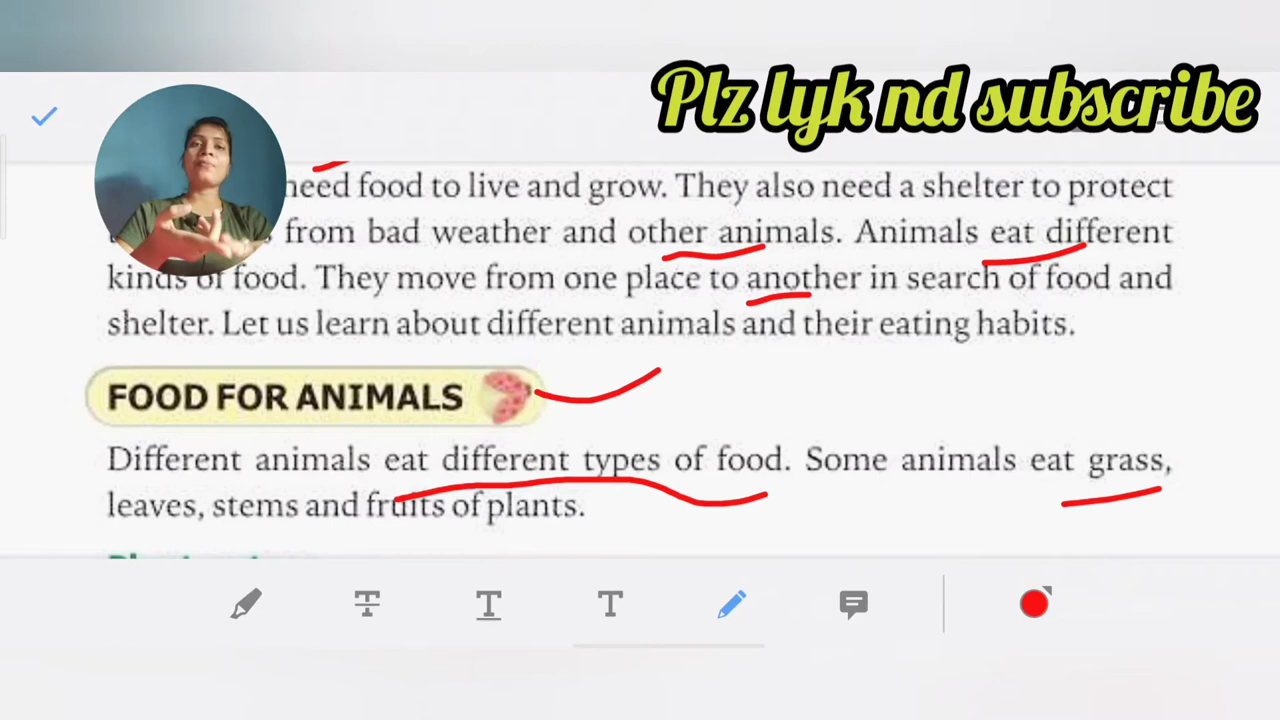 Plz lyk nd subscribe
need food to live and grow. They also need a shelter to protect
from bad weather and other animals. Animals eat different
kinds of food. They move from one place to another in search of food and
shelter. Let us learn about different animals and their eating habits.
FOOD FOR ANIMALS
Different animals eat different types of food. Some animals eat grass,
leaves, stems and fruits of plants.
T T T